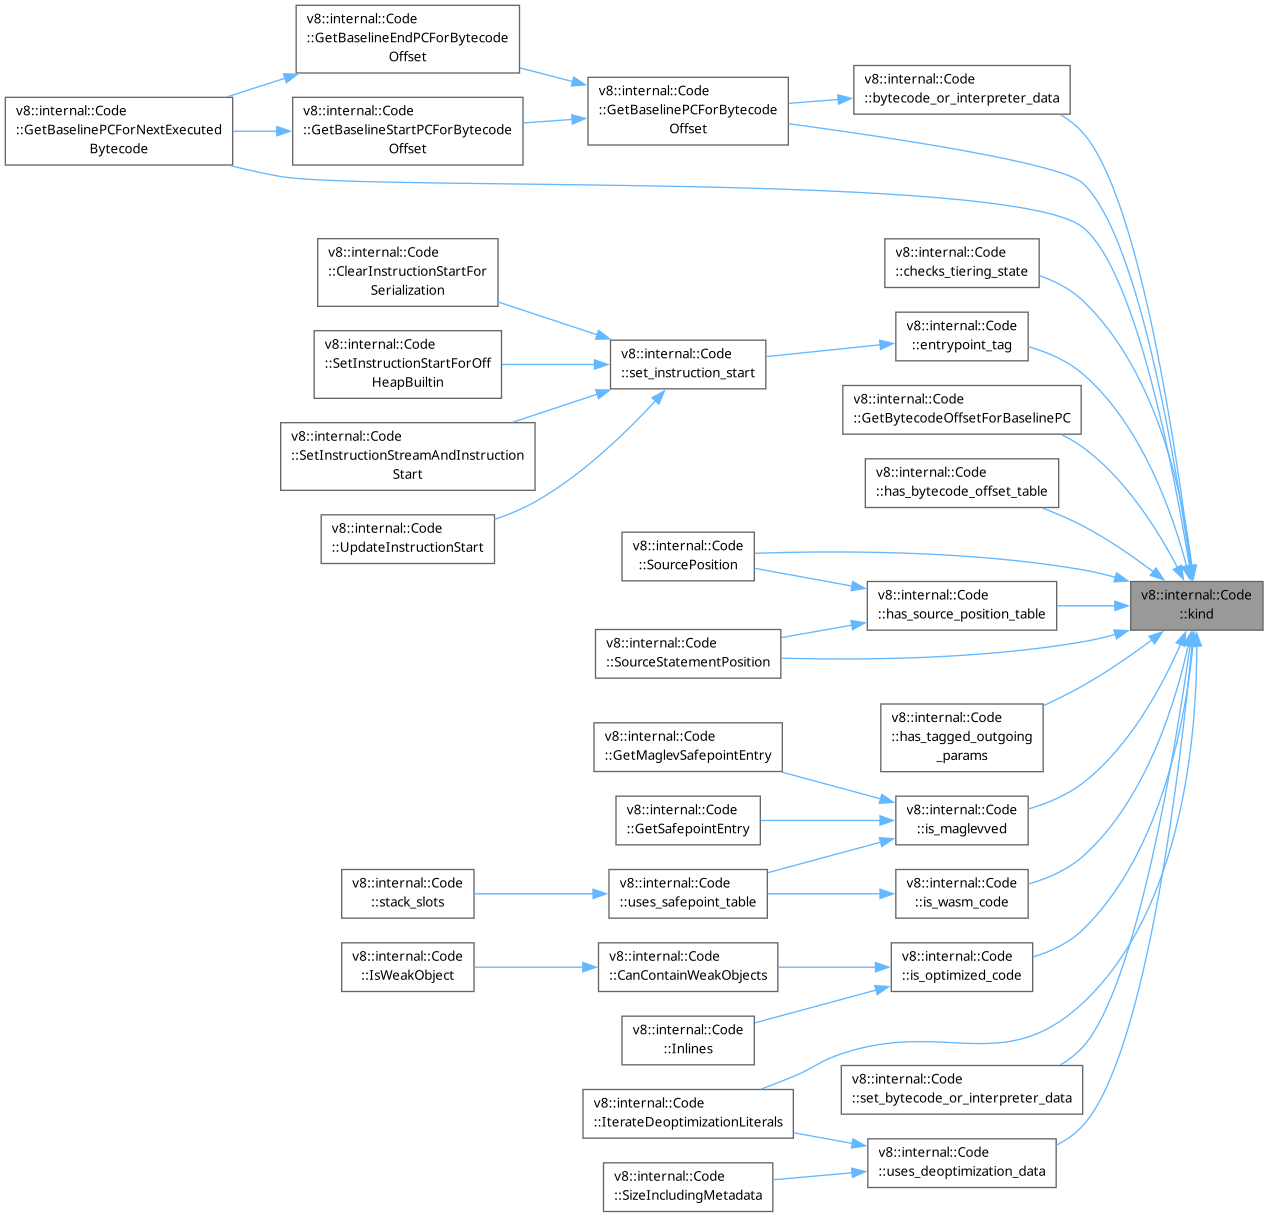 v8::internal::Code
::GetBaselineEndPCForBytecode
Offset
v8::internal::Code
::GetBaselinePCForNextExecuted
Bytecode
v8::internal::Code
::GetBaselineStartPCForBytecode
Offset
v8::internal::Code
::GetBaselinePCForBytecode
Offset
v8::internal::Code
::bytecode_or_interpreter_data
v8::internal::Code
::ClearInstructionStartFor
Serialization
v8::internal::Code
::checks_tiering_state
v8::internal::Code
::SetInstructionStartForOff
HeapBuiltin
v8::internal::Code
::set_instruction_start
v8::internal::Code
::entrypoint_tag
v8::internal::Code
::SetInstructionStreamAndInstruction
Start
v8::internal::Code
::GetBytecodeOffsetForBaselinePC
v8::internal::Code
::has_bytecode_offset_table
v8::internal::Code
::UpdateInstructionStart
v8::internal::Code
::SourcePosition
v8::internal::Code
::has_source_position_table
v8::internal::Code
::kind
v8::internal::Code
::SourceStatementPosition
v8::internal::Code
::has_tagged_outgoing
_params
v8::internal::Code
::GetMaglevSafepointEntry
v8::internal::Code
::GetSafepointEntry
v8::internal::Code
::is_maglevved
v8::internal::Code
::stack_slots
v8::internal::Code
::uses_safepoint_table
v8::internal::Code
::is_wasm_code
v8::internal::Code
::IsWeakObject
v8::internal::Code
::CanContainWeakObjects
v8::internal::Code
::is_optimized_code
v8::internal::Code
::Inlines
v8::internal::Code
::set_bytecode_or_interpreter_data
v8::internal::Code
::IterateDeoptimizationLiterals
v8::internal::Code
::uses_deoptimization_data
v8::internal::Code
::SizeIncludingMetadata